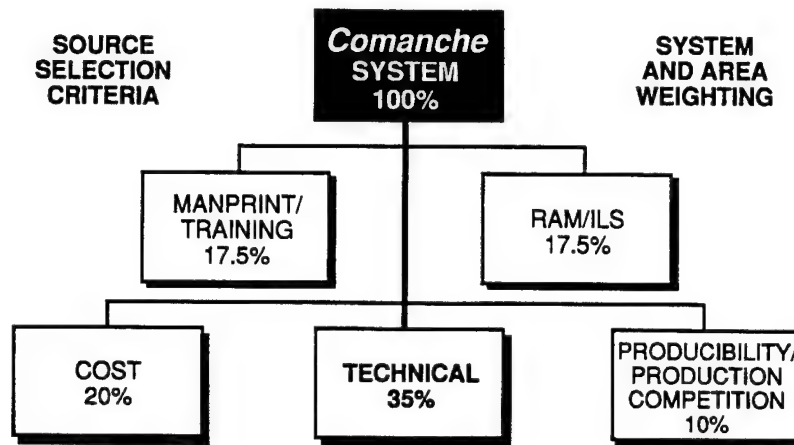 SOURCE
SELECTION
CRITERIA
Comanche
SYSTEM
100%
SYSTEM
AND AREA
WEIGHTING
MANPRINT/
TRAINING
17.5%
RAM/ILS
17.5%
COST
20%
TECHNICAL
35%
PRODUCIBILITY/
PRODUCTION
COMPETITION
10%